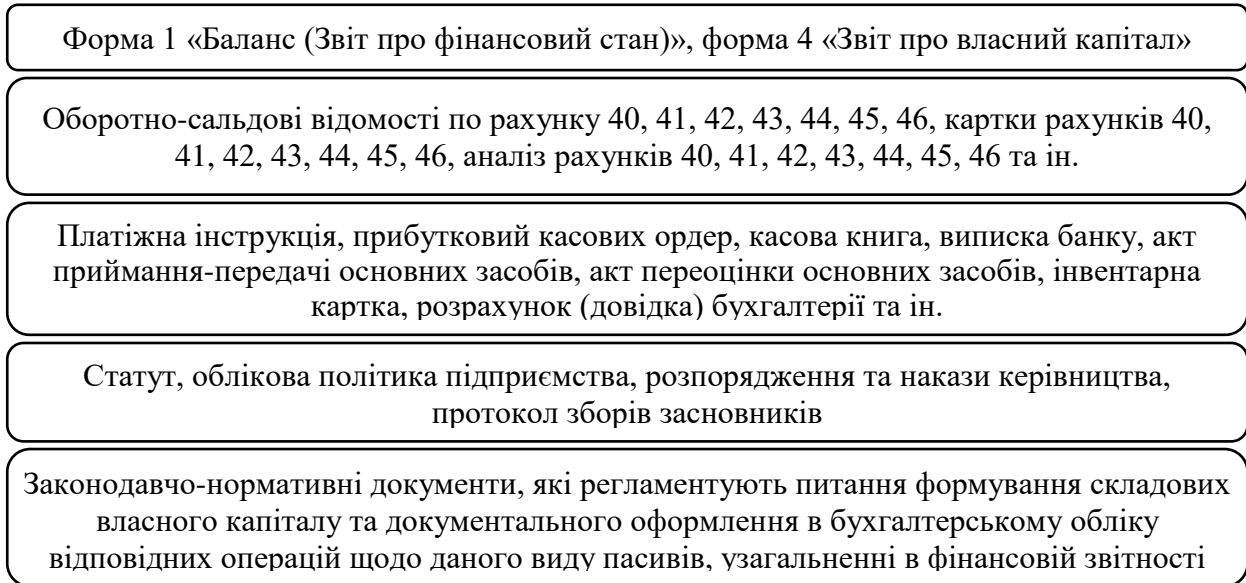 Форма 1 «Баланс (Звіт про фінансовий стан)», форма 4 «Звіт про власний капітал»
Оборотно-сальдові відомості по рахунку 40, 41, 42, 43, 44, 45, 46, картки рахунків 40,
41, 42, 43, 44, 45, 46, аналіз рахунків 40, 41, 42, 43, 44, 45, 46 та ін.
Платіжна інструкція, прибутковий касових ордер, касова книга, виписка банку, акт
приймання-передачі основних засобів, акт переоцінки основних засобів, інвентарна
картка, розрахунок (довідка) бухгалтерії та ін.
Статут, облікова політика підприємства, розпорядження та накази керівництва,
протокол зборів засновників
Законодавчо-нормативні документи, які регламентують питання формування складових
власного капіталу та документального оформлення в бухгалтерському обліку
відповідних операцій щодо даного виду пасивів, узагальненні в фінансовій звітності